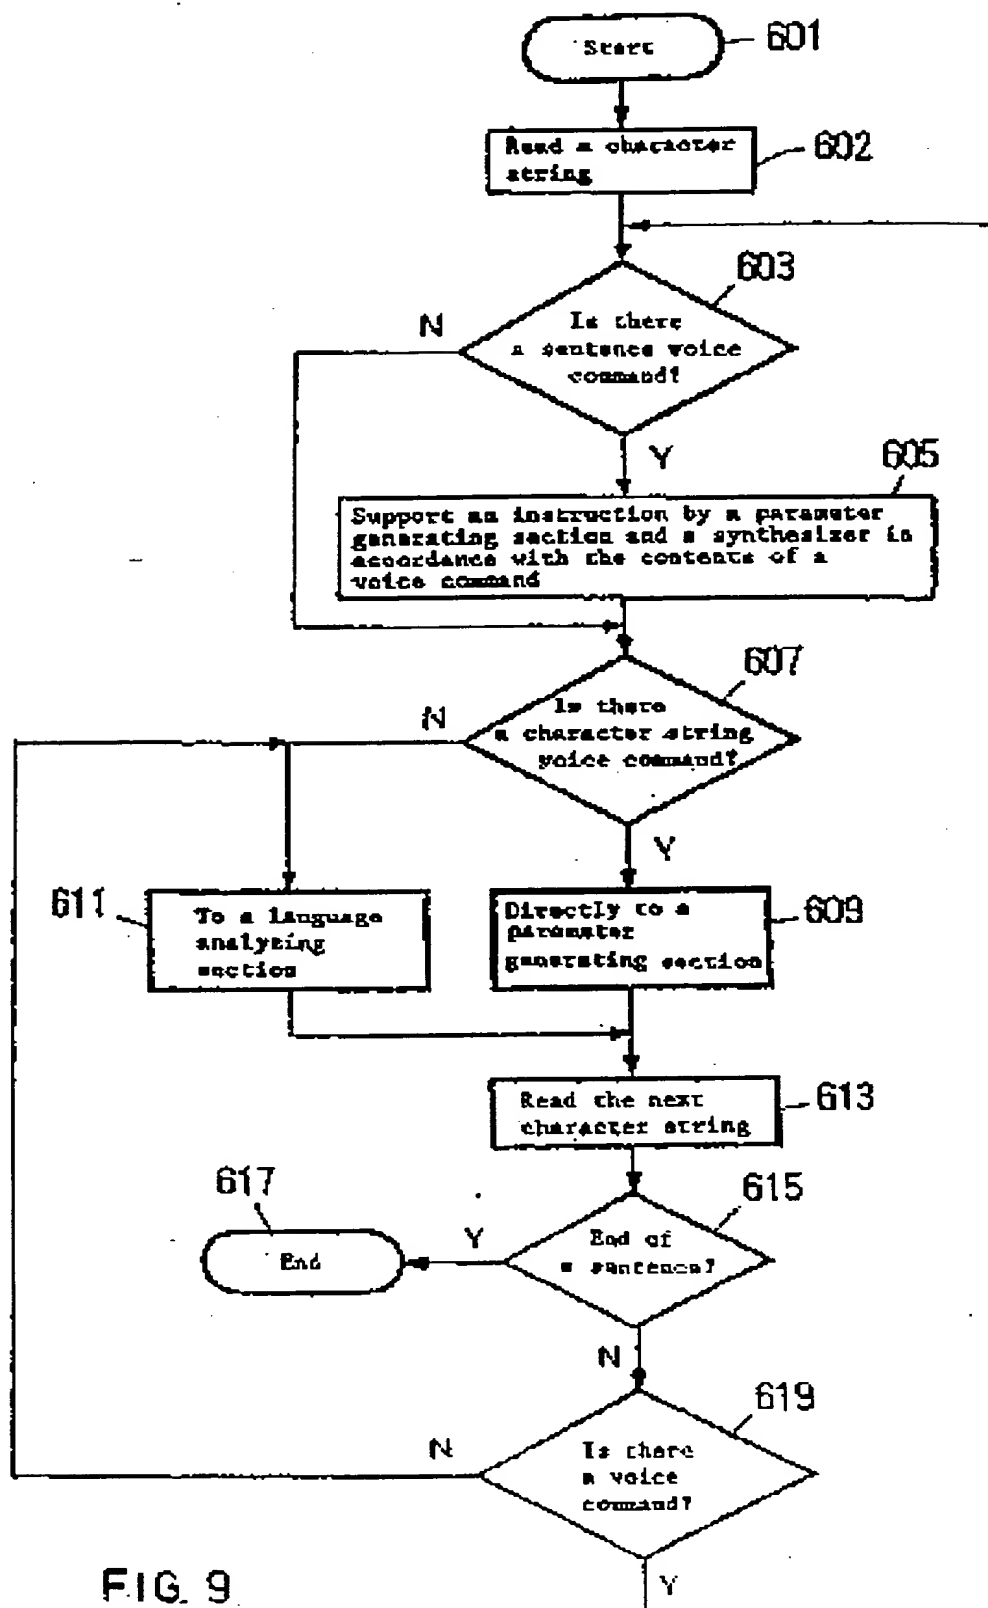 Start
601
Read a character
string
602
603
N
Is there
a sentence voice
command?
Y
605
Support an instruction by a parameter
generating section and a synthesizer in
accordance with the contents of a
voice command
607
N
Is there
a character string
voice command?
Y
611
To a language
analyzing
section
Directly to a
parameter
generating section
609
Read the next
character string
613
617
End
Y
End of
a sentence?
615
N
619
N
Is there
a voice
command?
Y
FIG. 9